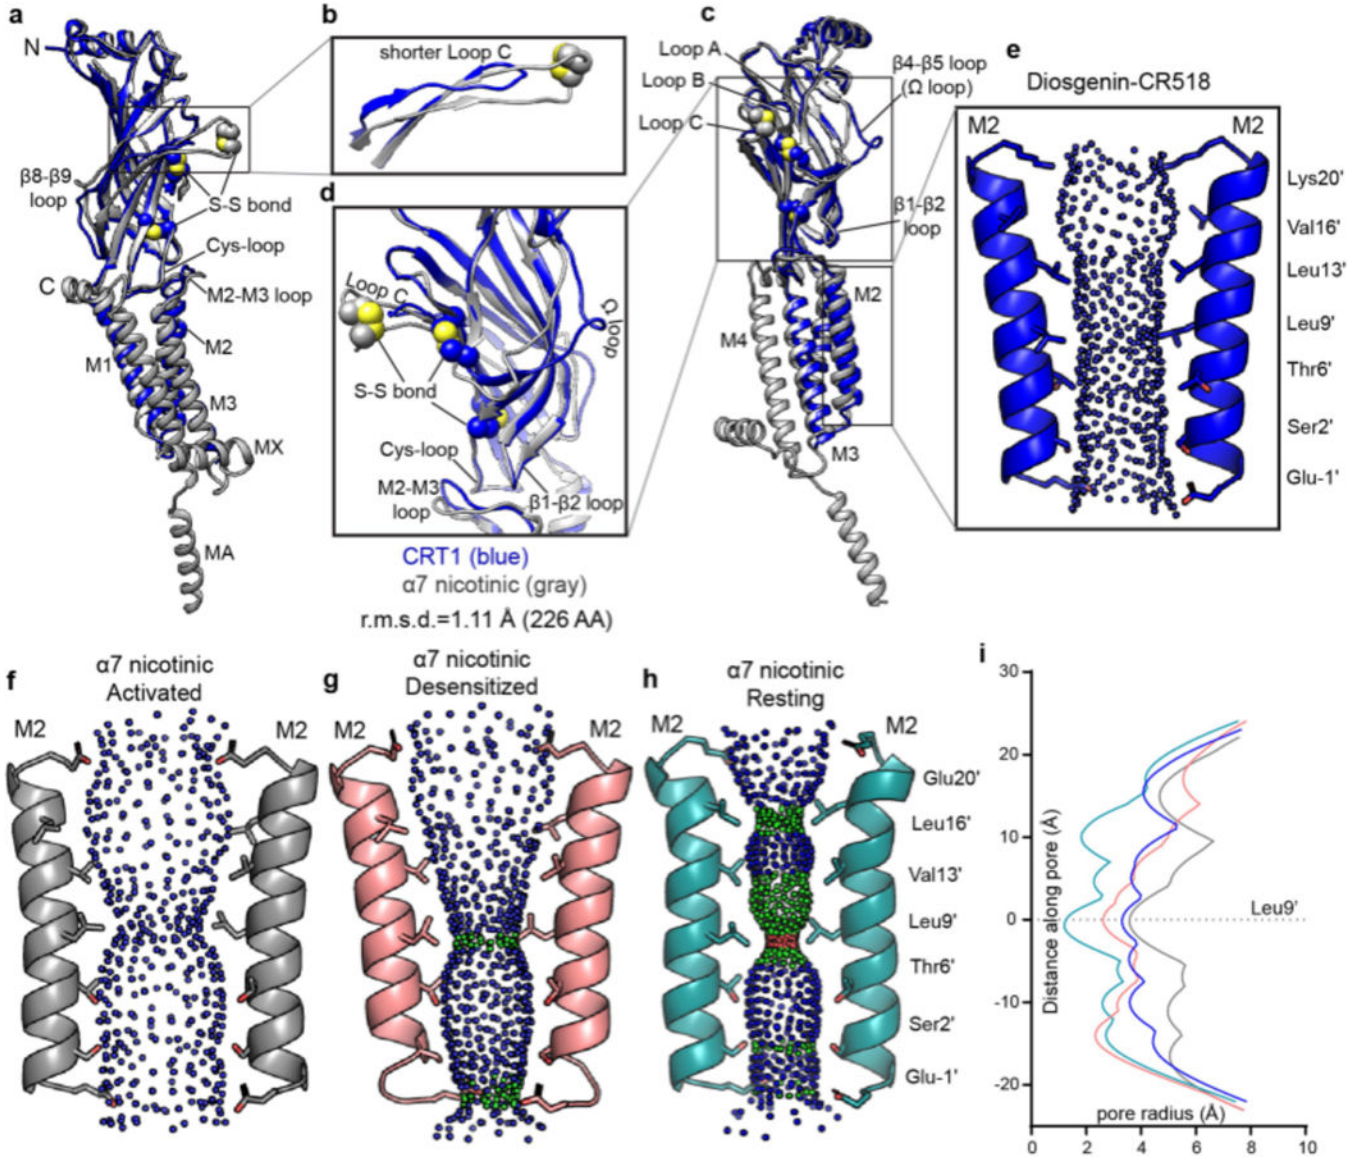 a
N
β8-β9
loop
S-S bond
Cys-loop
C
M2-M3 loop
M1
M2
M3
MX
MA
b
shorter Loop C
d
Loop C
Ω loop
S-S bond
Cys-loop
M2-M3
loop
β1-β2 loop
CRT1 (blue)
α7 nicotinic (gray)
r.m.s.d.=1.11 Å (226 AA)
c
Loop A
Loop B
Loop C
β4-β5 loop
(Ω loop)
β1-β2
loop
M2
M4
M3
e
Diosgenin-CR518
M2
M2
Lys20'
Val16'
Leu13'
Leu9'
Thr6'
Ser2'
Glu-1'
f
α7 nicotinic
Activated
M2
M2
g
α7 nicotinic
Desensitized
M2
M2
h
α7 nicotinic
Resting
M2
M2
Glu20'
Leu16'
Val13'
Leu9'
Thr6'
Ser2'
Glu-1'
i
Distance along pore (Å)
30
20
10
0
-10
-20
Leu9'
pore radius (Å)
0 2 4 6 8 10